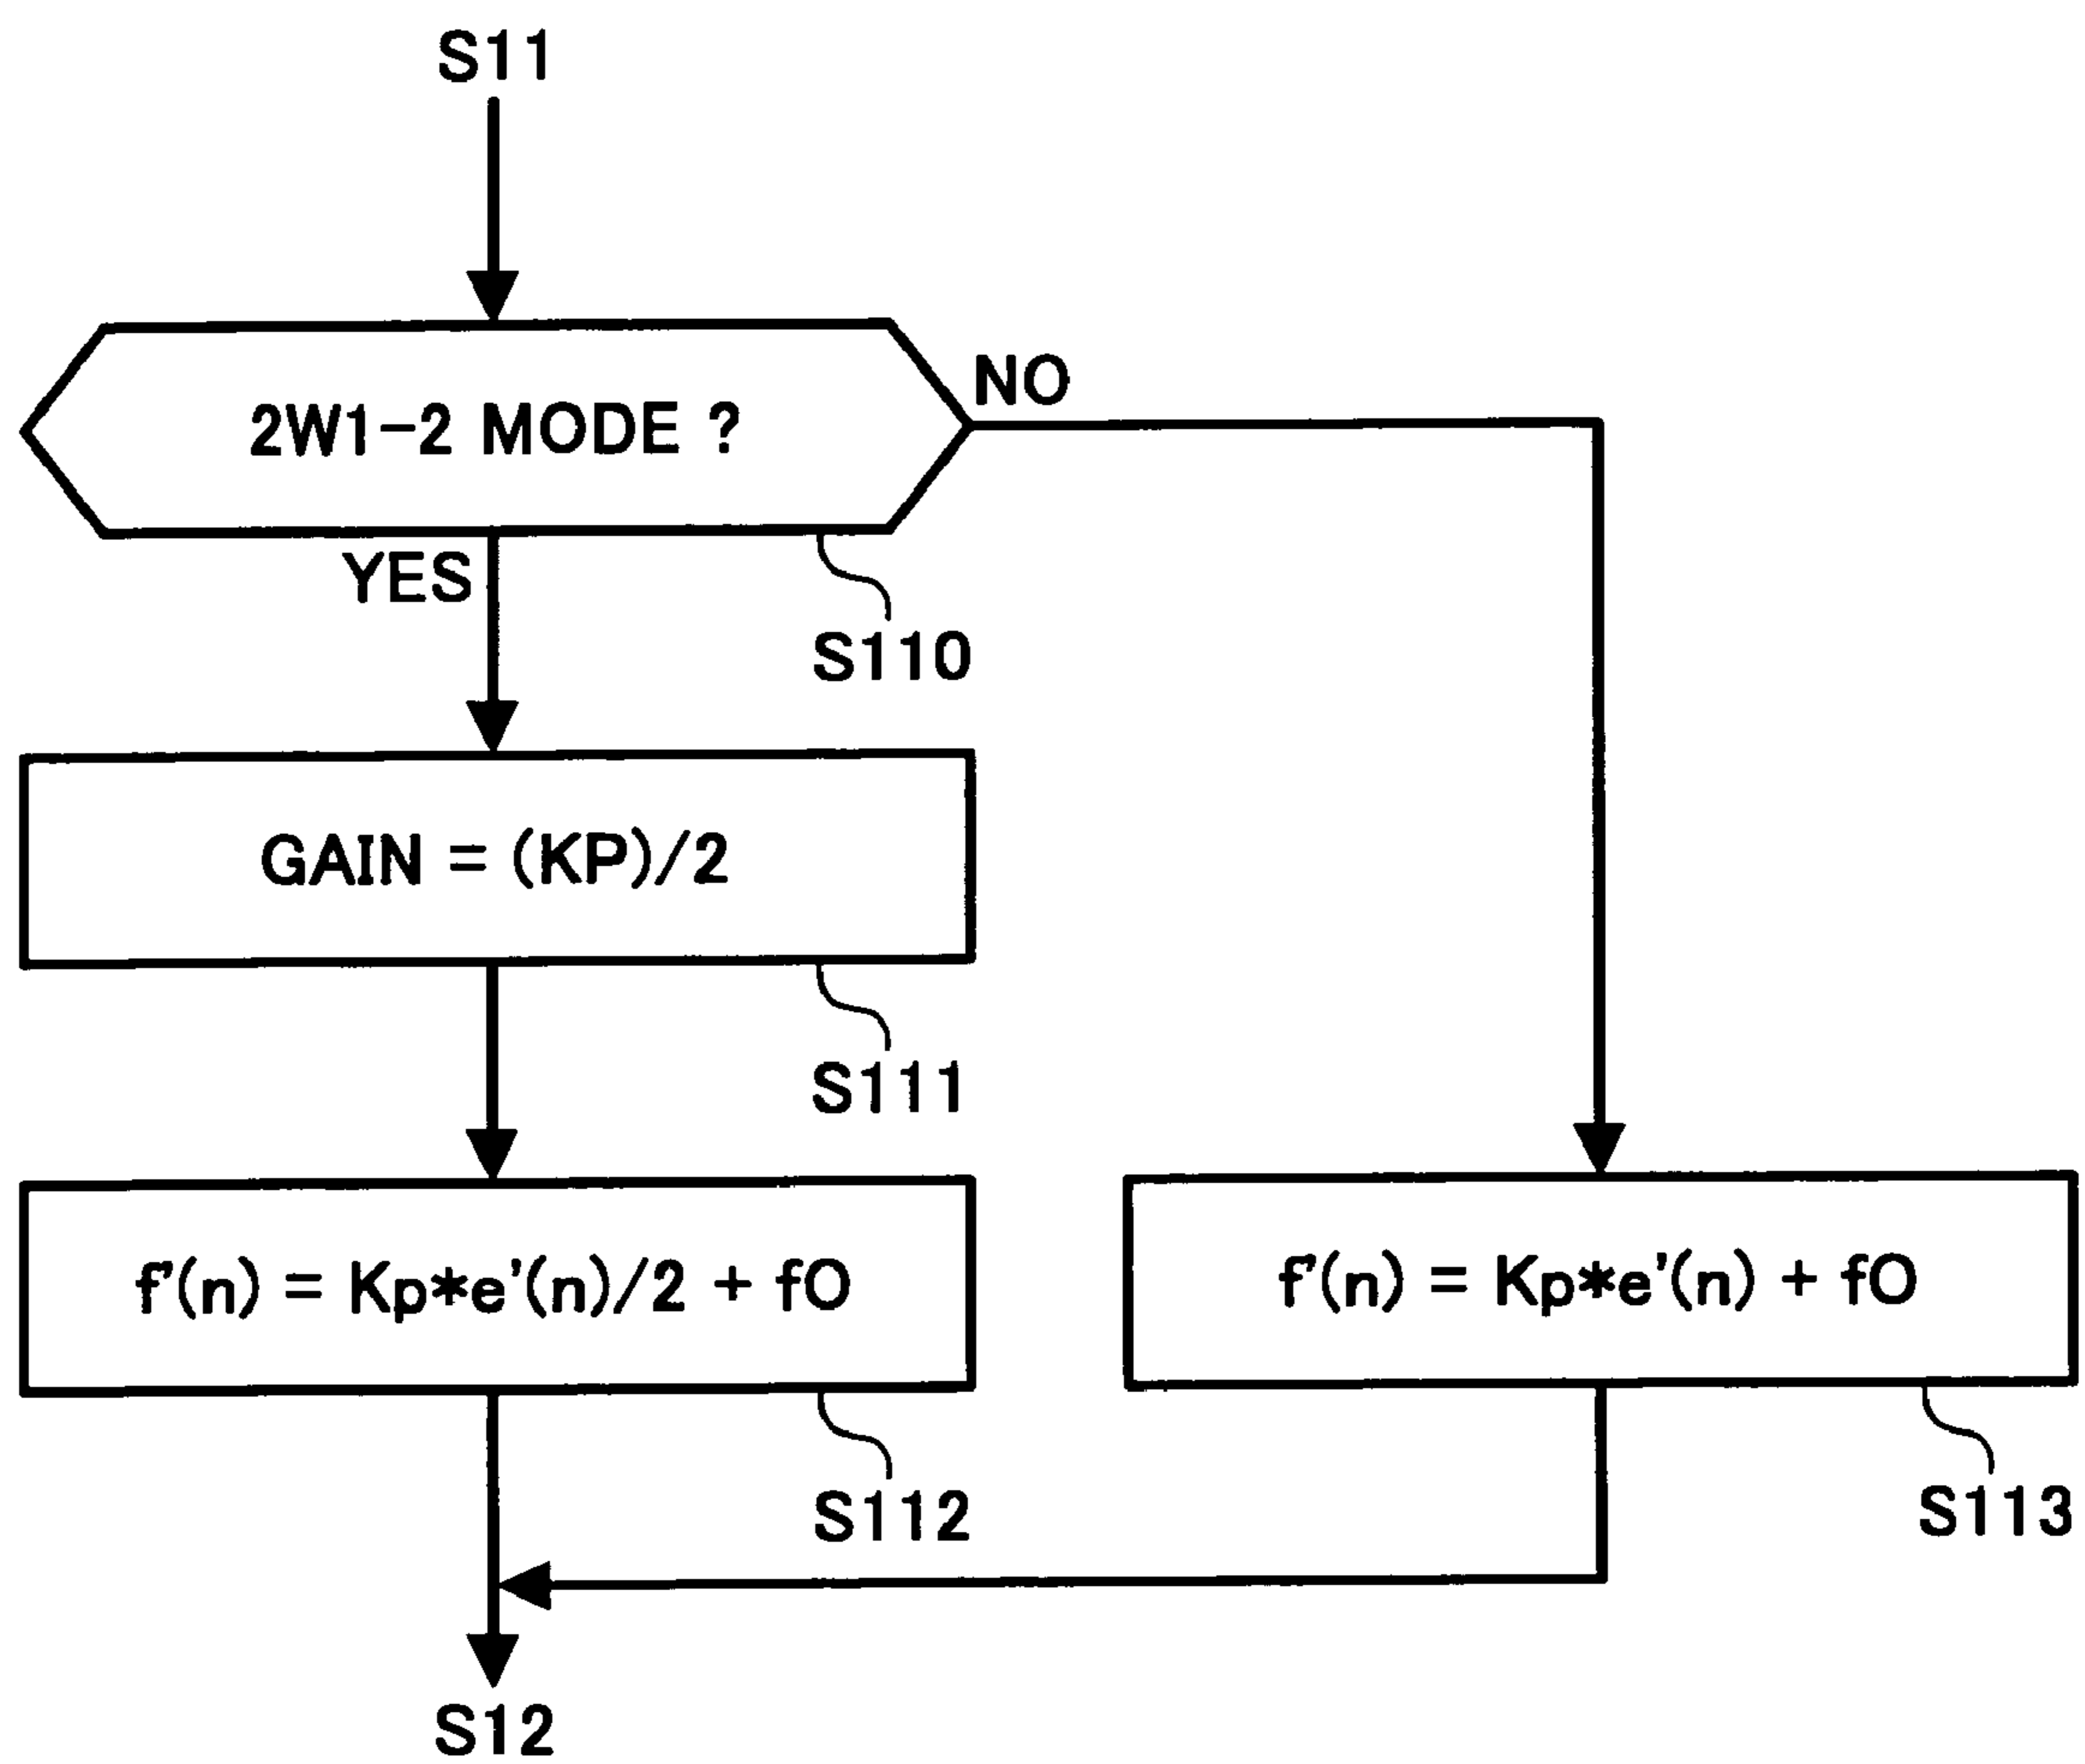 S11
2W1-2 MODE ?
NO
YES
S110
GAIN = (KP)/2
S111
f'(n) = Kp*e'(n)/2 + fO
f'(n) = Kp*e'(n) + fO
S112
S113
S12